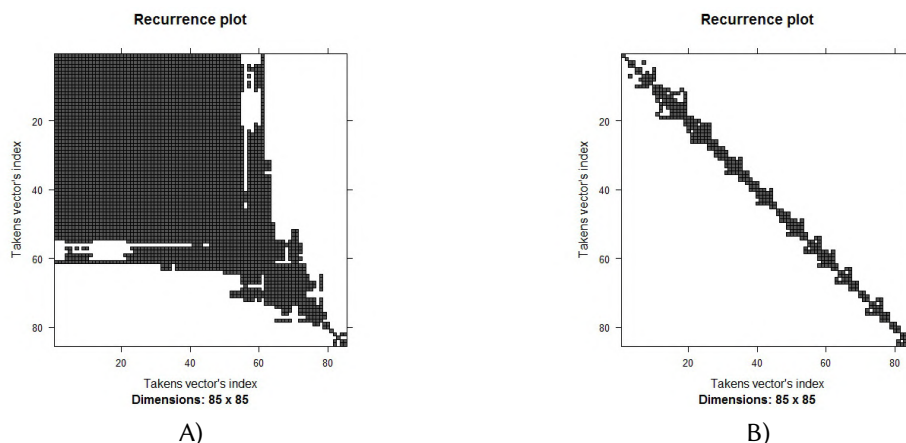 Recurrence plot
20
40
60
80
Takens vector's index
20 40 60 80
Takens vector's index
Dimensions: 85 x 85
A)
Recurrence plot
20
40
60
80
Takens vector's index
20 40 60 80
Takens vector's index
Dimensions: 85 x 85
B)